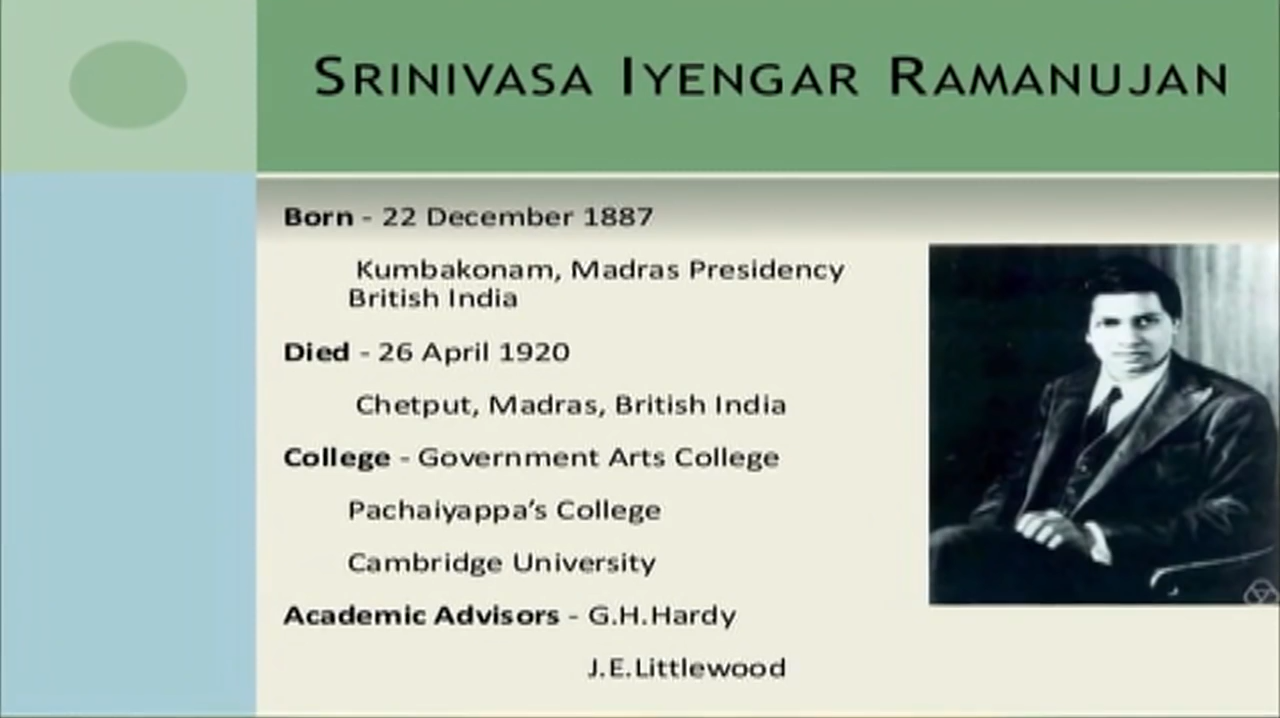 SRINIVASA IYENGAR RAMANUJAN
Born - 22 December 1887
Kumbakonam, Madras Presidency
British India
Died - 26 April 1920
Chetput, Madras, British India
College - Government Arts College
Pachaiyappa’s College
Cambridge University
Academic Advisors - G.H.Hardy
J.E.Littlewood